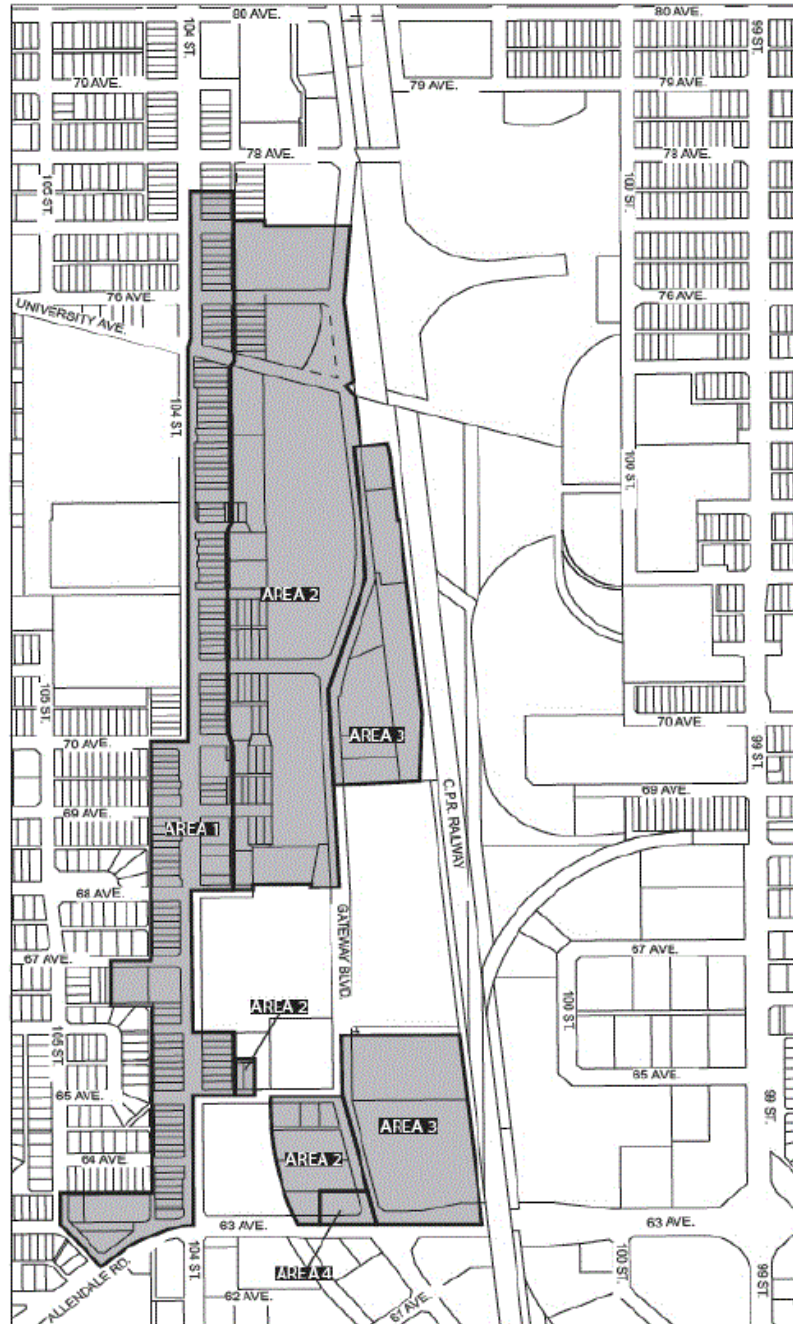 80 AVE.
80 AVE.
104 ST.
99 ST.
79 AVE.
79 AVE.
79 AVE.
78 AVE.
78 AVE.
105 ST.
100 ST.
76 AVE.
76 AVE.
UNIVERSITY AVE.
104 ST.
100 ST.
AREA 2
105 ST.
70 AVE.
70 AVE.
AREA 3
99 ST.
69 AVE.
69 AVE.
AREA 1
C.P.R. RAILWAY
68 AVE.
GATEWAY BLVD.
67 AVE.
67 AVE.
AREA 2
105 ST.
100 ST.
65 AVE.
65 AVE.
99 ST.
AREA 3
64 AVE.
AREA 2
63 AVE.
63 AVE.
104 ST.
100 ST.
99 ST.
AREA 4
ALLENDALE RD.
62 AVE.
61 AVE.